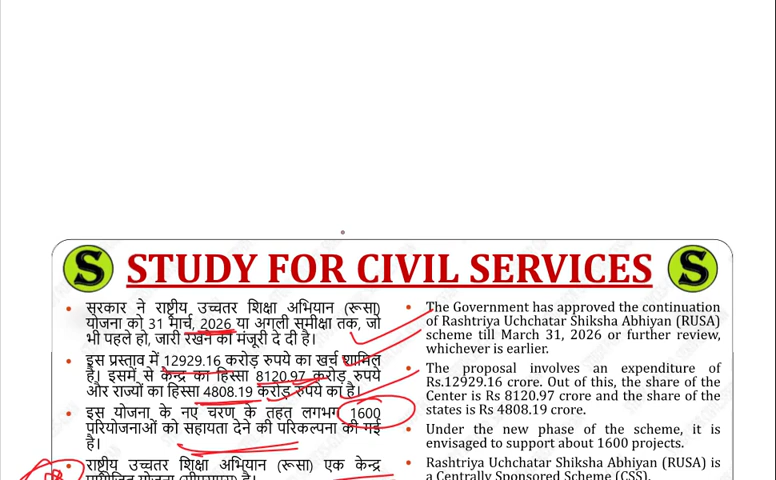 S STUDY FOR CIVIL SERVICES S
सरकार ने राष्ट्रीय उच्चतर शिक्षा अभियान (रूसा)
योजना को 31 मार्च, 2026 या अगली समीक्षा तक, जो
भी पहले हो, जारी रखने की मंजूरी दे दी है।
इस प्रस्ताव में 12929.16 करोड़ रुपये का खर्च शामिल
है। इसमें से केन्द्र का हिस्सा 8120.97 करोड़ रुपये
और राज्यों का हिस्सा 4808.19 करोड़ रुपये का है।
इस योजना के नए चरण के तहत लगभग 1600
परियोजनाओं को सहायता देने की परिकल्पना की गई
है।
राष्ट्रीय उच्चतर शिक्षा अभियान (रूसा) एक केन्द्र
The Government has approved the continuation
of Rashtriya Uchchatar Shiksha Abhiyan (RUSA)
scheme till March 31, 2026 or further review,
whichever is earlier.
The proposal involves an expenditure of
Rs.12929.16 crore. Out of this, the share of the
Center is Rs 8120.97 crore and the share of the
states is Rs 4808.19 crore.
Under the new phase of the scheme, it is
envisaged to support about 1600 projects.
Rashtriya Uchchatar Shiksha Abhiyan (RUSA) is
a Centrally Sponsored Scheme (CSS),